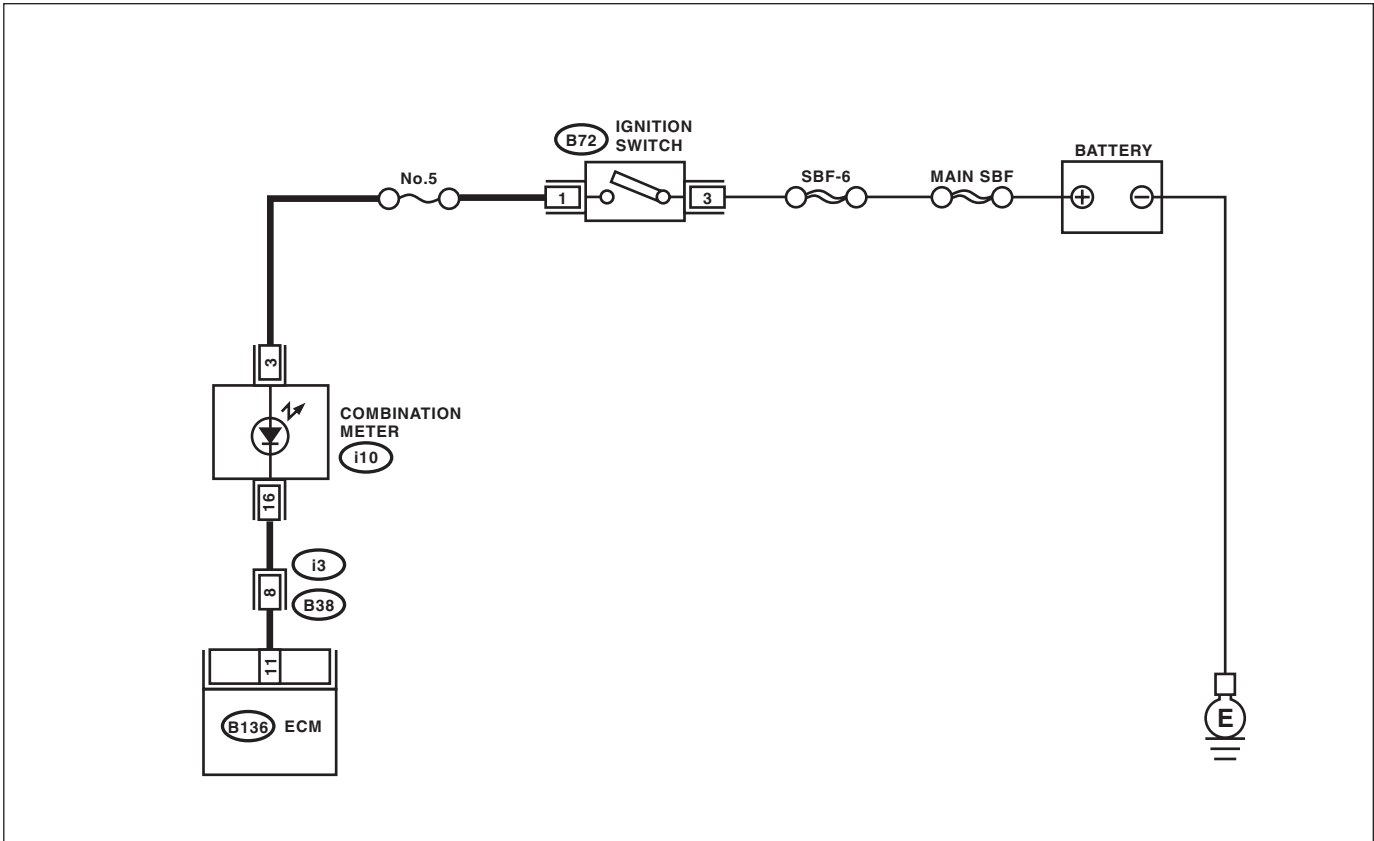 IGNITION
SWITCH
B72
BATTERY
No.5
SBF-6
MAIN SBF
1
3
+
−
3
COMBINATION
METER
i10
16
i3
8
B38
11
B136
ECM
E